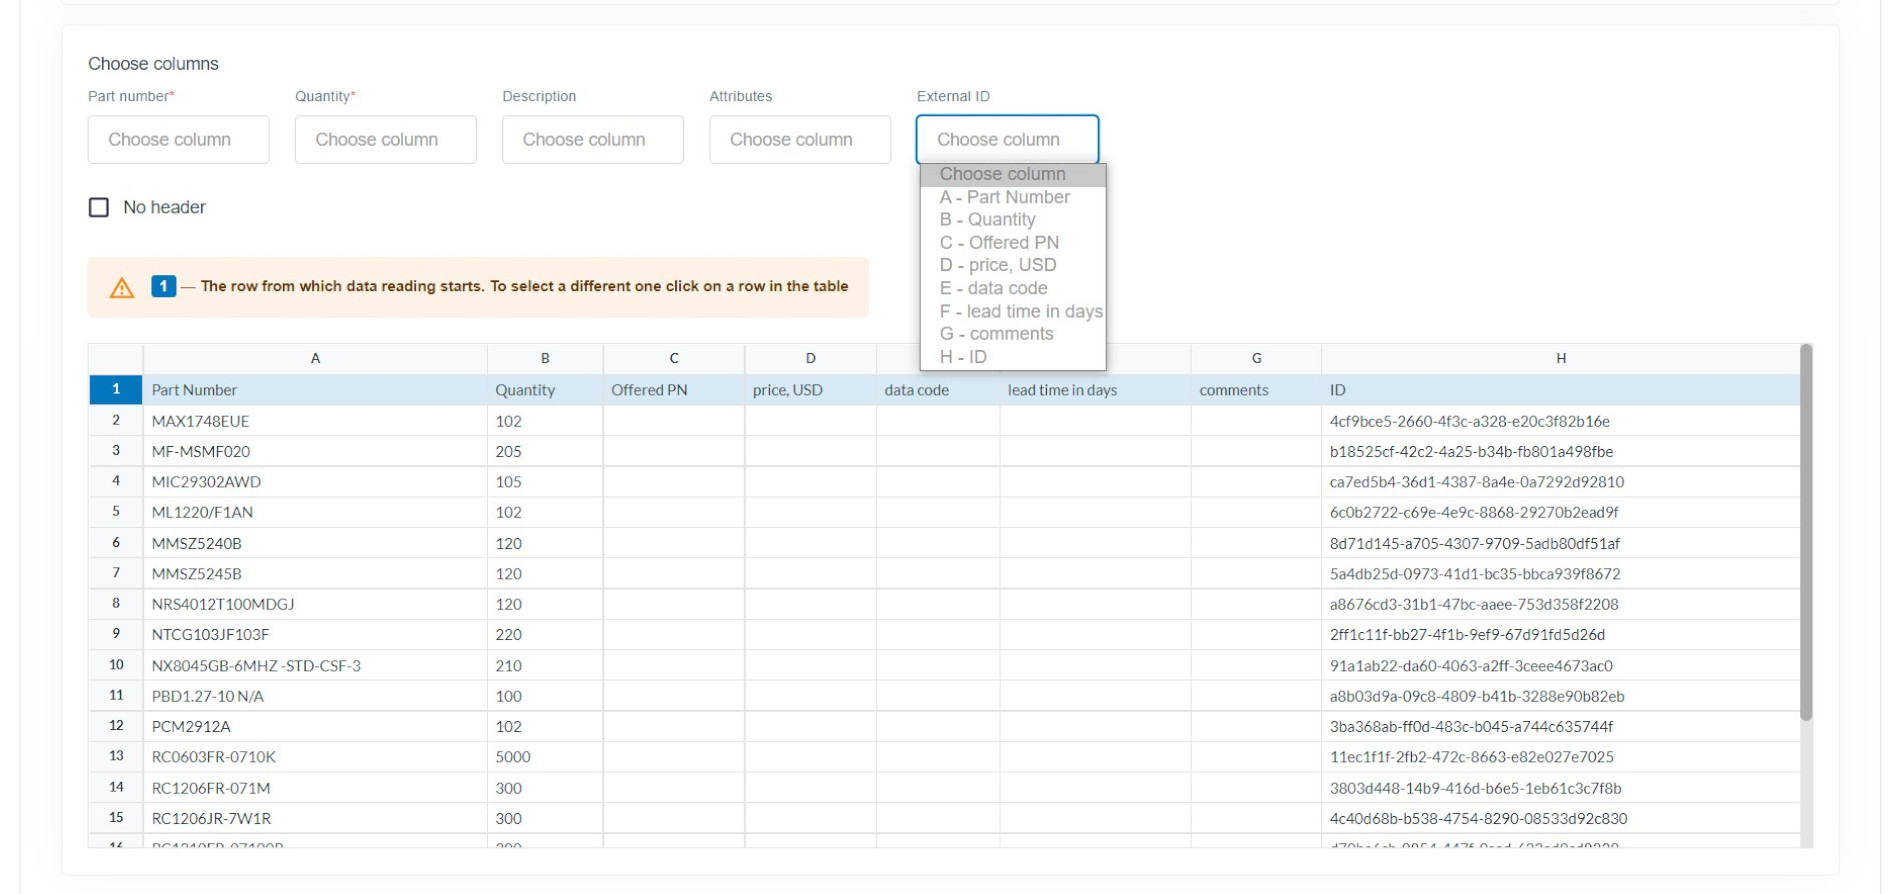 Choose columns
Part number* Quantity* Description Attributes External ID
Choose column Choose column Choose column Choose column Choose column
Choose column
A - Part Number
No header
B - Quantity
C - Offered PN
D - price, USD
E - data code
F - lead time in days
G - comments
H - ID
1 — The row from which data reading starts. To select a different one click on a row in the table
A B C D G H
1 Part Number Quantity Offered PN price, USD data code lead time in days comments ID
2 MAX1748EUE 102 4cf9bce5-2660-4f3c-a328-e20c3f82b16e
3 MF-MSMF020 205 b18525cf-42c2-4a25-b34b-fb801a498fbe
4 MIC29302AWD 105 ca7ed5b4-36d1-4387-8a4e-0a7292d92810
5 ML1220/F1AN 102 6c0b2722-c69e-4e9c-8868-29270b2ead9f
6 MMSZ5240B 120 8d71d145-a705-4307-9709-5adb80df51af
7 MMSZ5245B 120 5a4db25d-0973-41d1-bc35-bbca939f8672
8 NRS4012T100MDGJ 120 a8676cd3-31b1-47bc-aaee-753d358f2208
9 NTCG103JF103F 220 2ff1c11f-bb27-4f1b-9ef9-67d91fd5d26d
10 NX8045GB-6MHZ -STD-CSF-3 210 91a1ab22-da60-4063-a2ff-3ceee4673ac0
11 PBD1.27-10 N/A 100 a8b03d9a-09c8-4809-b41b-3288e90b82eb
12 PCM2912A 102 3ba368ab-ff0d-483c-b045-a744c635744f
13 RC0603FR-0710K 5000 11ec1f1f-2fb2-472c-8663-e82e027e7025
14 RC1206FR-071M 300 3803d448-14b9-416d-b6e5-1eb61c3c7f8b
15 RC1206JR-7W1R 300 4c40d68b-b538-4754-8290-08533d92c830
16